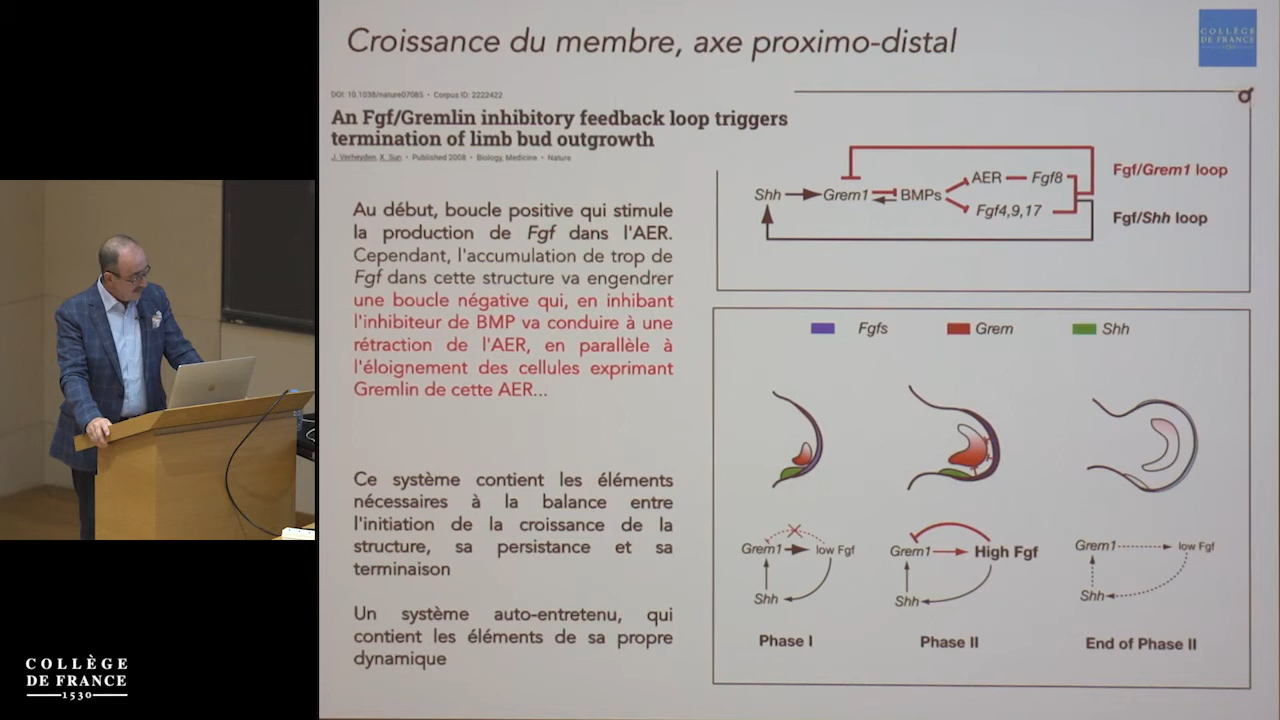 Croissance du membre, axe proximo-distal
COLLÈGE
DE FRANCE
1530
DOI: 10.1038/nature07085 • Corpus ID: 2222422
An Fgf/Gremlin inhibitory feedback loop triggers
termination of limb bud outgrowth
J. Verheyden, X. Sun • Published 2008 • Biology, Medicine • Nature
Au début, boucle positive qui stimule
la production de Fgf dans l'AER.
Cependant, l'accumulation de trop de
Fgf dans cette structure va engendrer
une boucle négative qui, en inhibant
l'inhibiteur de BMP va conduire à une
rétraction de l'AER, en parallèle à
l'éloignement des cellules exprimant
Gremlin de cette AER...
Ce système contient les éléments
nécessaires à la balance entre
l'initiation de la croissance de la
structure, sa persistance et sa
terminaison
Un système auto-entretenu, qui
contient les éléments de sa propre
dynamique
Shh Grem1 BMPs AER Fgf8
Fgf4,9,17
Fgf/Grem1 loop
Fgf/Shh loop
Fgfs Grem Shh
Grem1 low Fgf
Shh
Phase I
Grem1 High Fgf
Shh
Phase II
Grem1 low Fgf
Shh
End of Phase II
COLLÈGE
DE FRANCE
1530